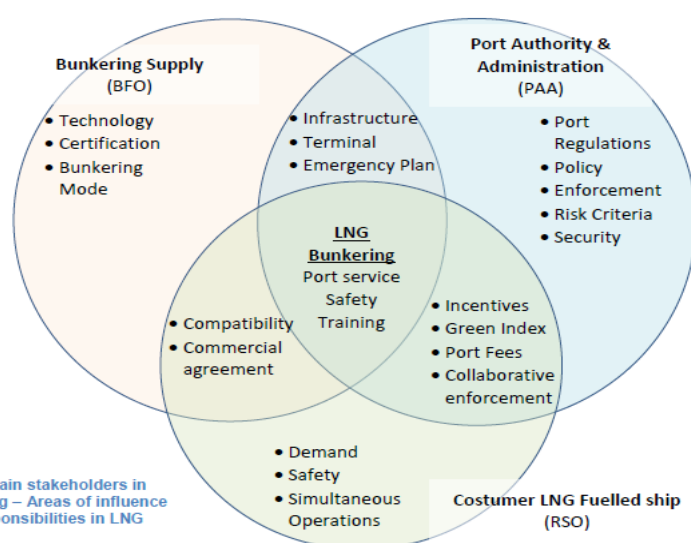 Bunkering Supply
(BFO)
• Technology
• Certification
• Bunkering
Mode
Port Authority &
Administration
(PAA)
• Port
Regulations
• Policy
• Enforcement
• Risk Criteria
• Security
• Infrastructure
• Terminal
• Emergency Plan
LNG
Bunkering
Port service
Safety
Training
• Compatibility
• Commercial
agreement
• Incentives
• Green Index
• Port Fees
• Collaborative
enforcement
• Demand
• Safety
• Simultaneous
Operations
Costumer LNG Fuelled ship
(RSO)
ain stakeholders in
g – Areas of influence
onsibilities in LNG